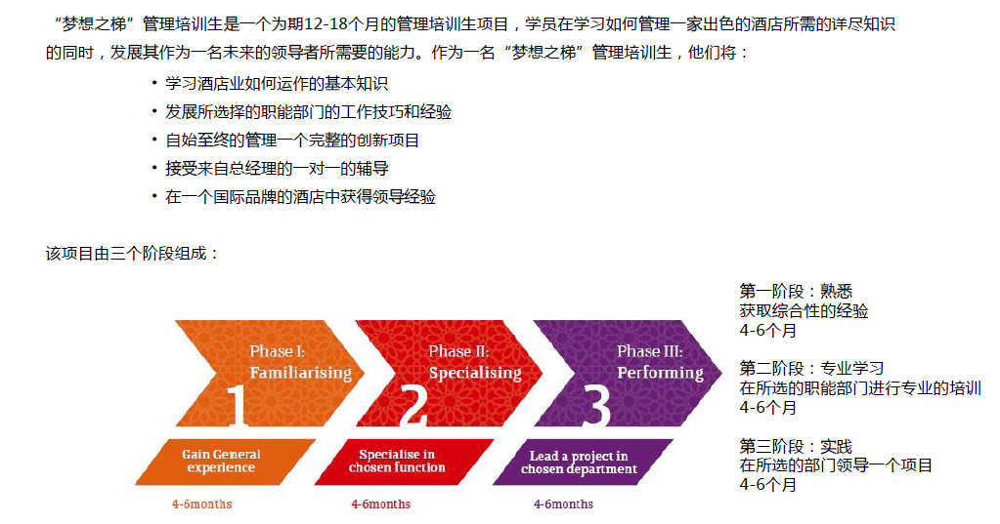 “梦想之梯”管理培训生是一个为期12-18个月的管理培训生项目，学员在学习如何管理一家出色的酒店所需的详尽知识
的同时，发展其作为一名未来的领导者所需要的能力。作为一名“梦想之梯”管理培训生，他们将：
• 学习酒店业如何运作的基本知识
• 发展所选择的职能部门的工作技巧和经验
• 自始至终的管理一个完整的创新项目
• 接受来自总经理的一对一的辅导
• 在一个国际品牌的酒店中获得领导经验
该项目由三个阶段组成：
Phase I:
Familiarising
1
Gain General
experience
4-6months
Phase II:
Specialising
2
Specialise in
chosen function
4-6months
Phase III:
Performing
3
Lead a project in
chosen department
4-6months
第一阶段：熟悉
获取综合性的经验
4-6个月
第二阶段：专业学习
在所选的职能部门进行专业的培训
4-6个月
第三阶段：实践
在所选的部门领导一个项目
4-6个月